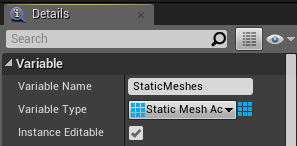 Details
Search
Variable
Variable Name StaticMeshes
Variable Type Static Mesh Ac
Instance Editable